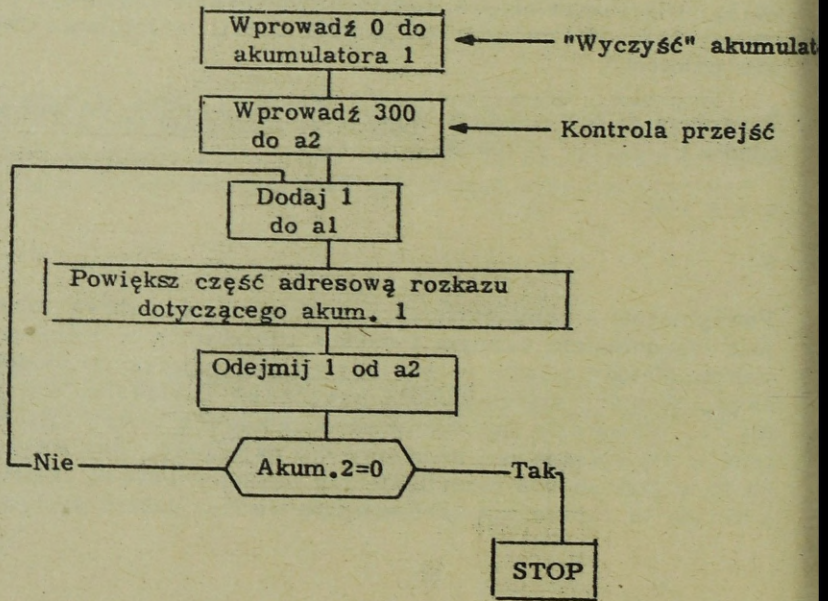 Wprowadź 0 do
akumulatora 1
"Wyczyść"
Wprowadź 300
do a2
Kontrola przejść
Dodaj 1
do a1
Powiększ część adresową rozkazu
dotyczącego akum. 1
Odejmij 1 od a2
Nie
Akum.2=0
Tak
STOP